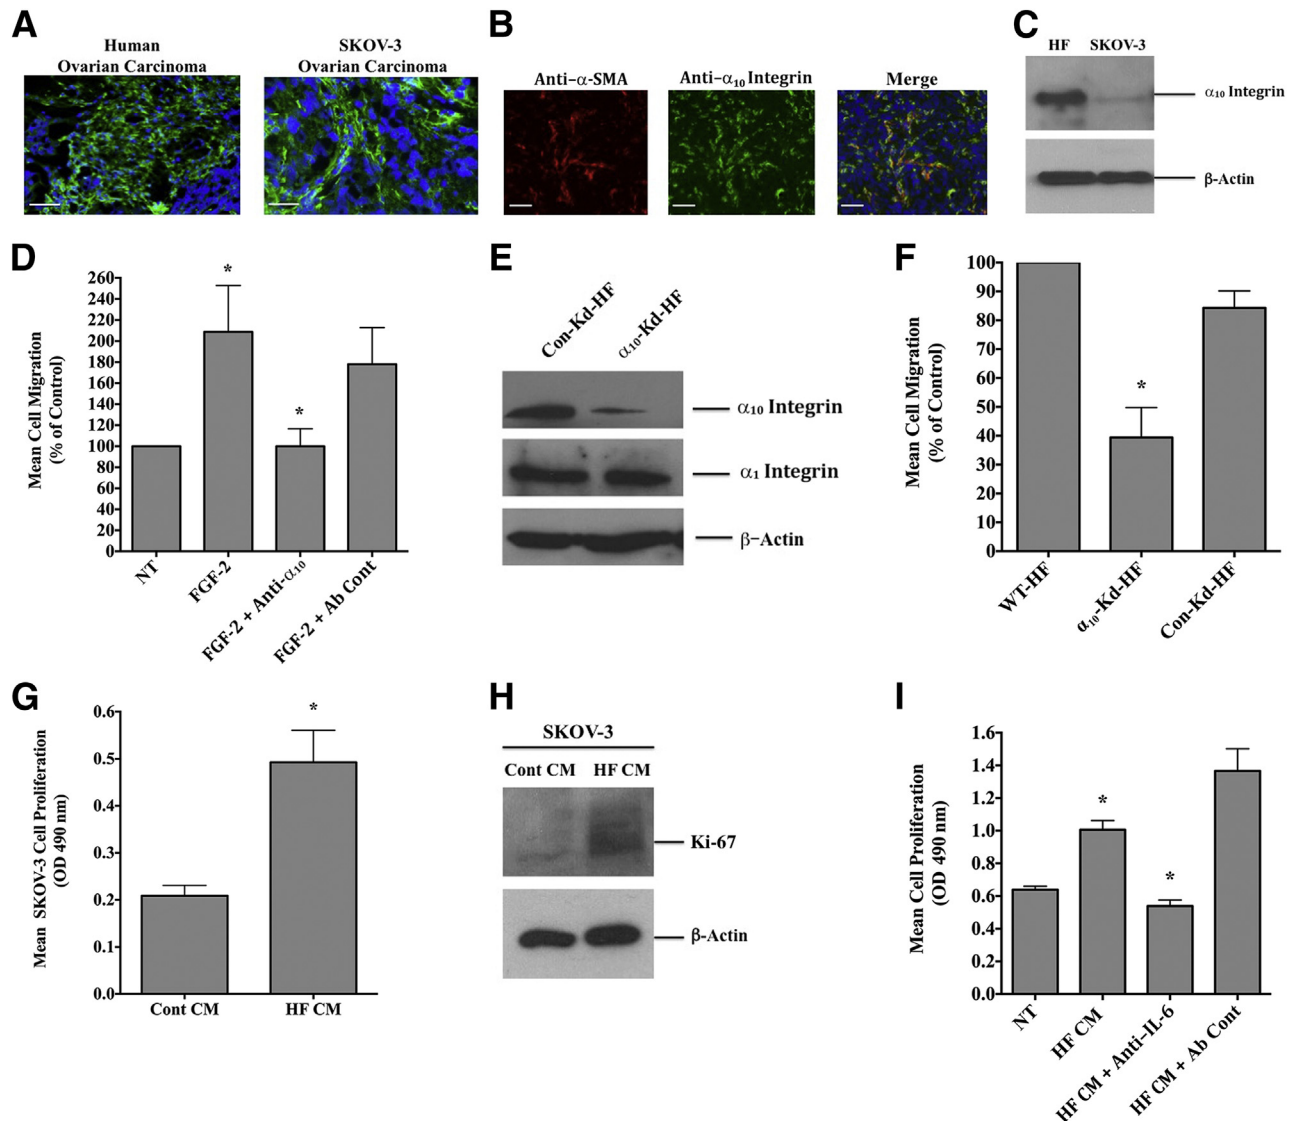 A
Human
Ovarian Carcinoma
SKOV-3
Ovarian Carcinoma
B
Anti-α-SMA
Anti-α10 Integrin
Merge
C
HF
SKOV-3
α10 Integrin
β-Actin
D
Mean Cell Migration
(% of Control)
260
240
220
200
180
160
140
120
100
80
60
40
20
0
*
*
NT
FGF-2
FGF-2 + Anti-α10
FGF-2 + Ab Cont
E
Con-Kd-HF
α10-Kd-HF
α10 Integrin
α1 Integrin
β-Actin
F
Mean Cell Migration
(% of Control)
100
90
80
70
60
50
40
30
20
10
0
*
WT-HF
α10-Kd-HF
Con-Kd-HF
G
Mean SKOV-3 Cell Proliferation
(OD 490 nm)
0.6
0.5
0.4
0.3
0.2
0.1
0.0
*
Cont CM
HF CM
H
SKOV-3
Cont CM
HF CM
Ki-67
β-Actin
I
Mean Cell Proliferation
(OD 490 nm)
1.6
1.4
1.2
1.0
0.8
0.6
0.4
0.2
0.0
*
*
NT
HF CM
HF CM + Anti-IL-6
HF CM + Ab Cont